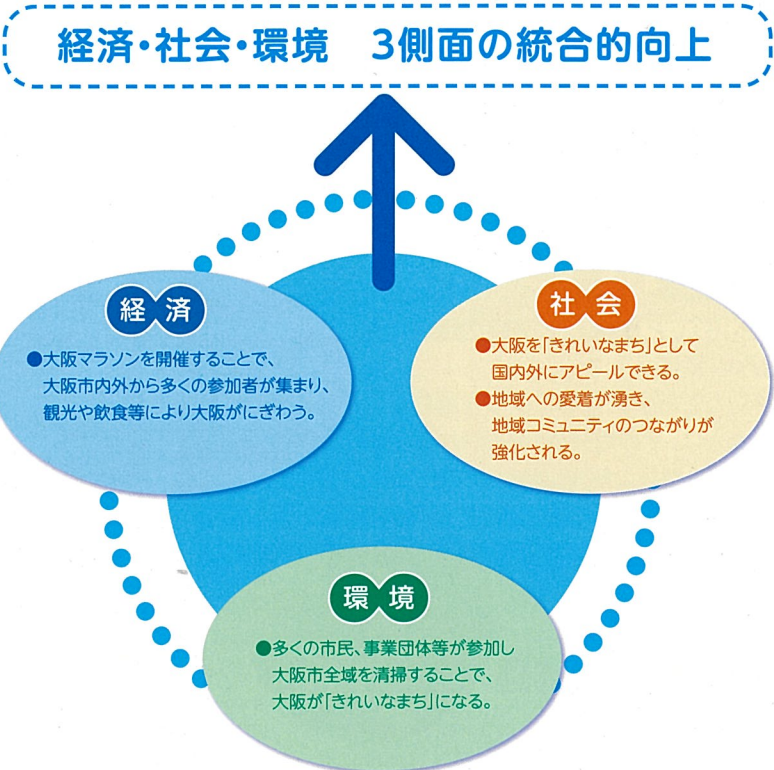 経済・社会・環境 3側面の統合的向上
経済
●大阪マラソンを開催することで、
大阪市内外から多くの参加者が集まり、
観光や飲食等により大阪がにぎわう。
社会
●大阪を「きれいなまち」として
国内外にアピールできる。
●地域への愛着が湧き、
地域コミュニティのつながりが
強化される。
環境
●多くの市民、事業団体等が参加し
大阪市全域を清掃することで、
大阪が「きれいなまち」になる。